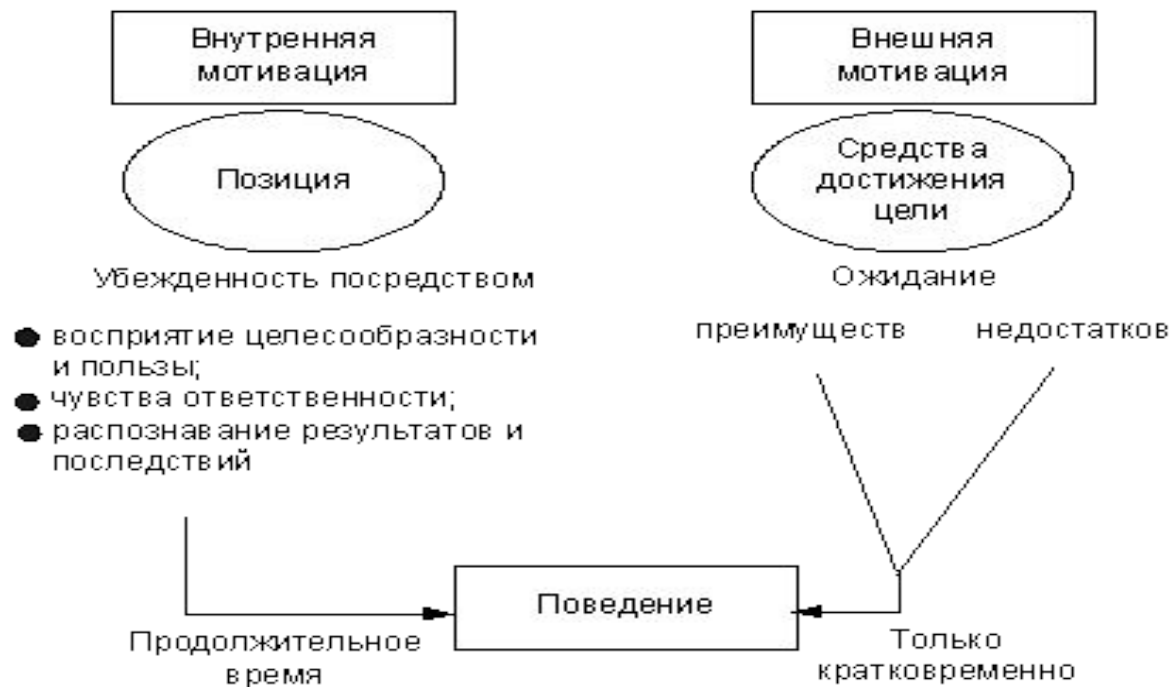 Внутренняя
мотивация
Внешняя
мотивация
Позиция
Средства
достижения
цели
Убежденность посредством
Ожидание
● восприятие целесообразности
и пользы;
● чувства ответственности;
● распознавание результатов и
последствий
преимуществ недостатков
Поведение
Продолжительное
время
Только
кратковременно